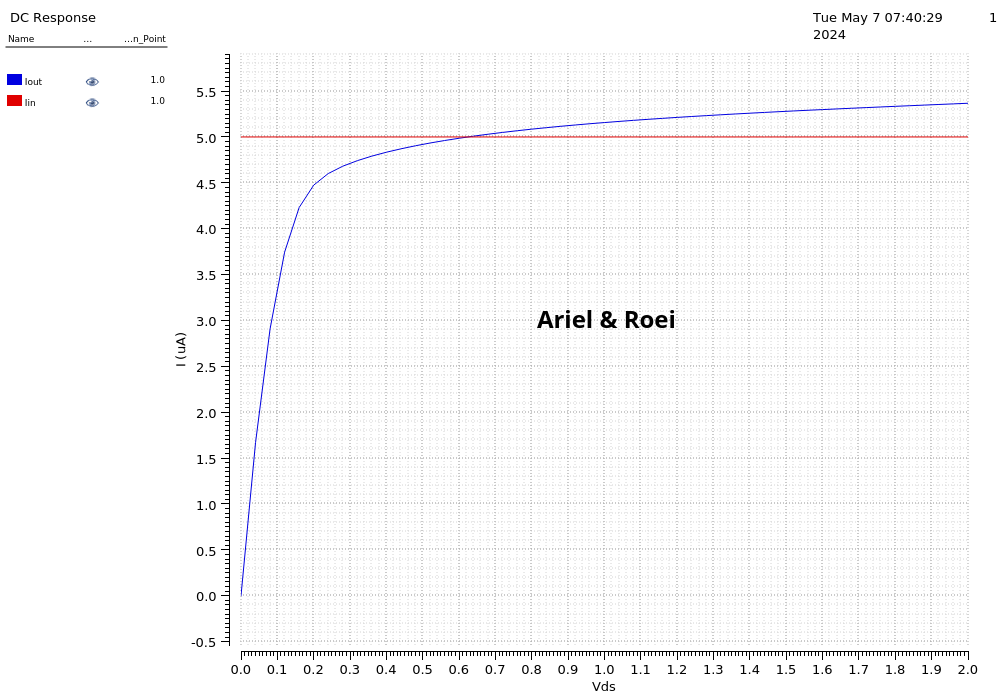 DC Response
Tue May 7 07:40:29 1
2024
Name ... ...n_Point
Iout 1.0
Iin 1.0
5.5
5.0
4.5
4.0
3.5
3.0
2.5
2.0
1.5
1.0
0.5
0.0
-0.5
I (uA)
Ariel & Roei
0.0 0.1 0.2 0.3 0.4 0.5 0.6 0.7 0.8 0.9 1.0 1.1 1.2 1.3 1.4 1.5 1.6 1.7 1.8 1.9 2.0
Vds